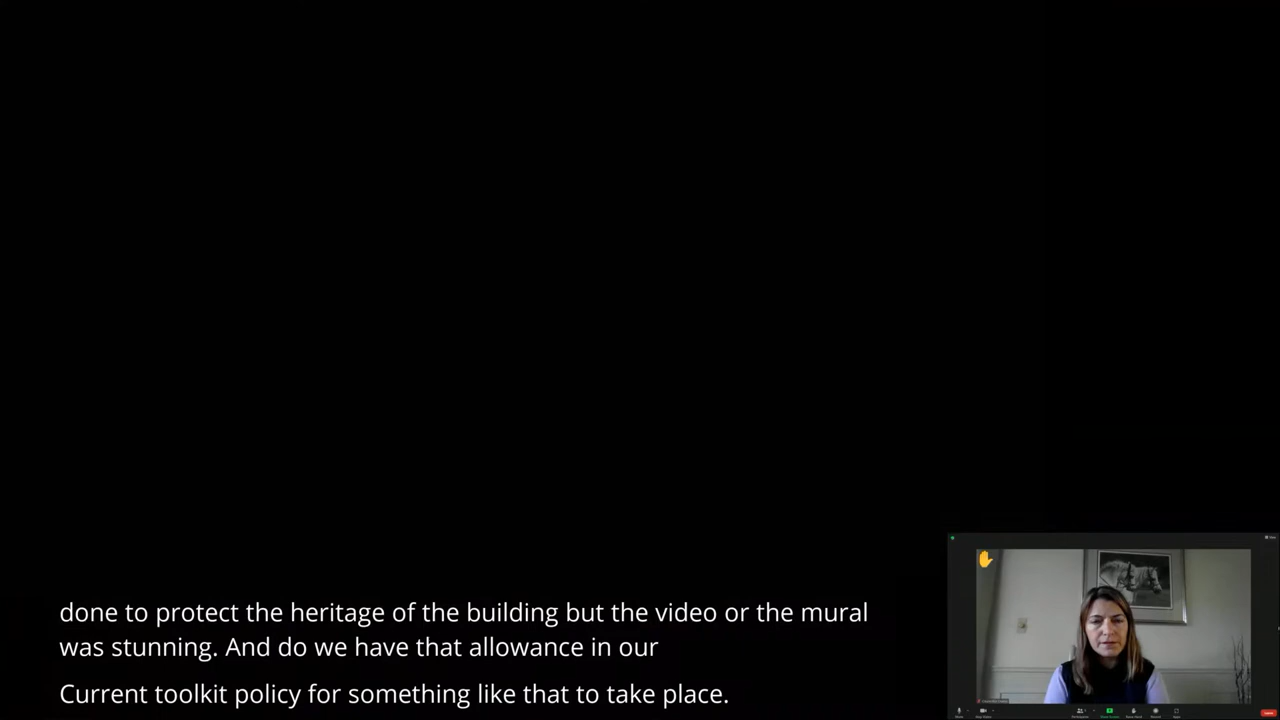 done to protect the heritage of the building but the video or the mural
was stunning. And do we have that allowance in our
Current toolkit policy for something like that to take place.